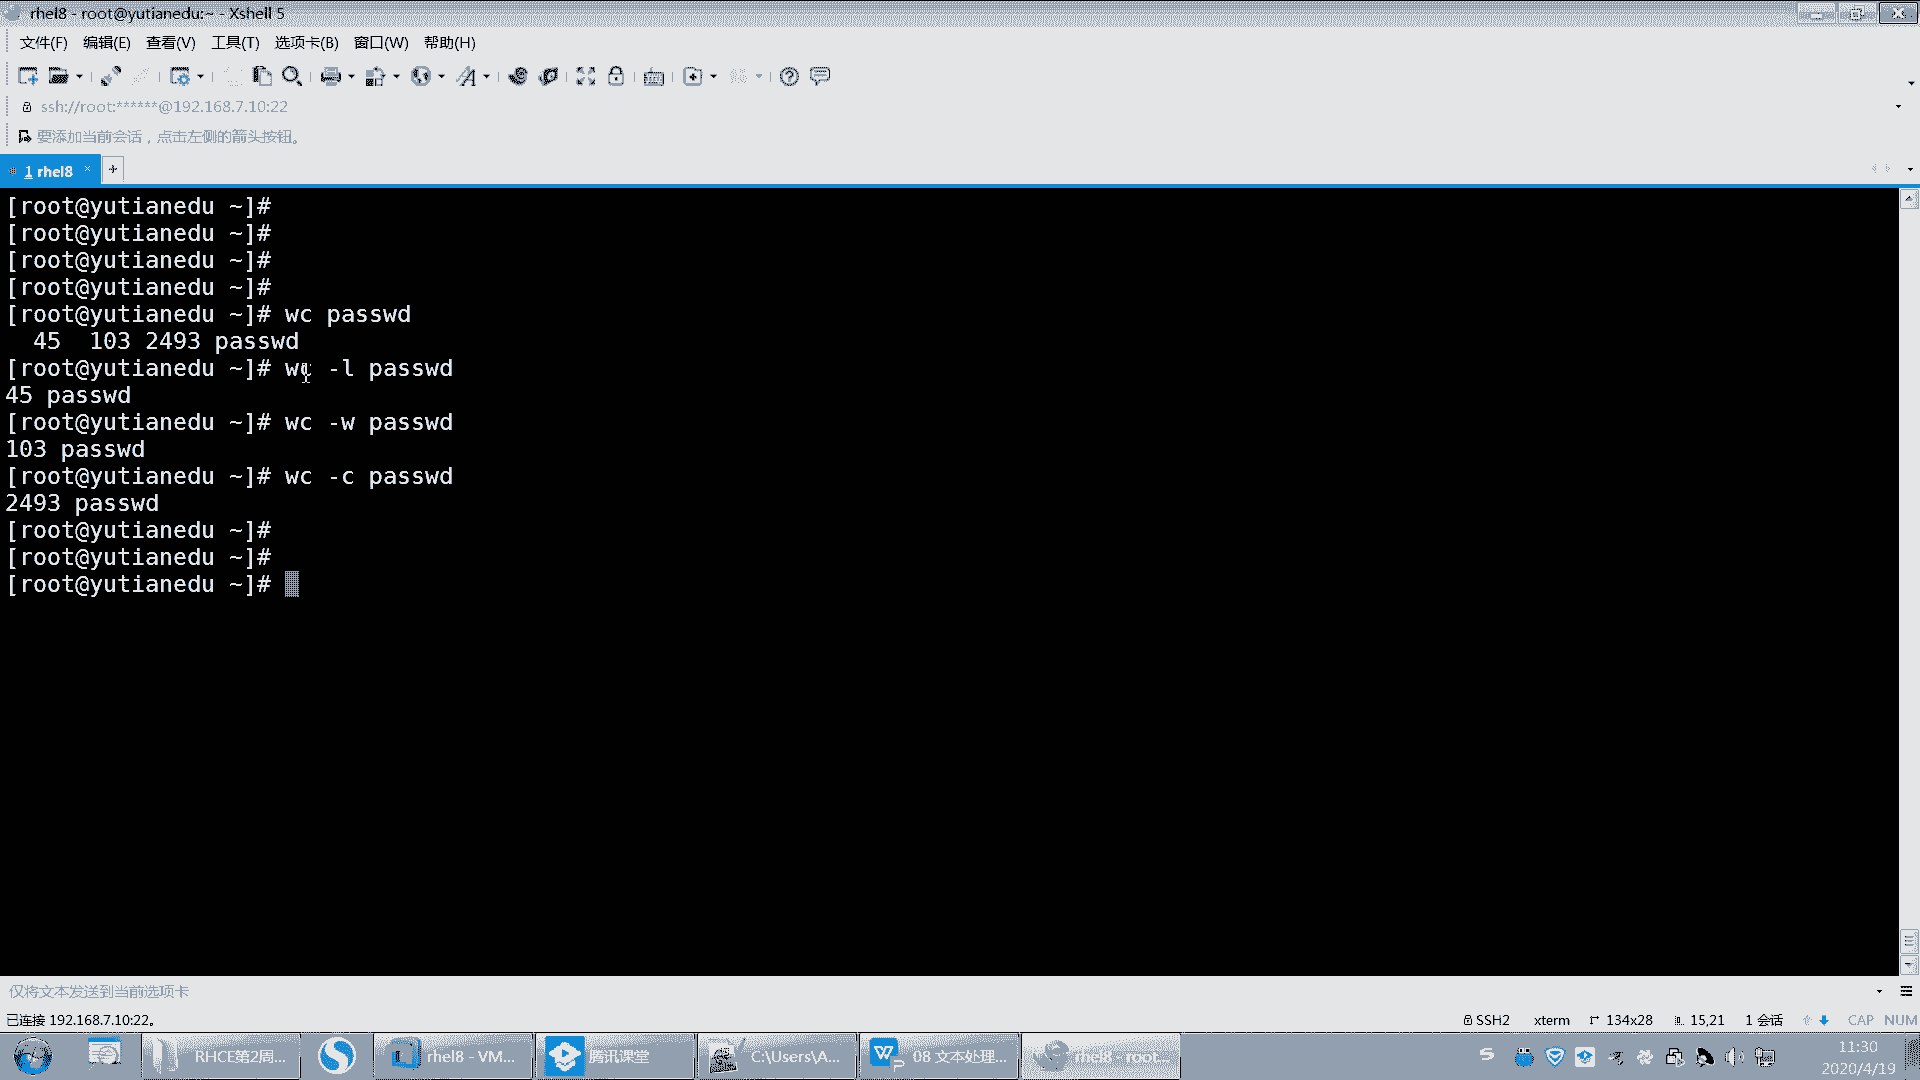 rhel8 - root@yutianedu:~ - Xshell 5
文件(F) 编辑(E) 查看(V) 工具(T) 选项卡(B) 窗口(W) 帮助(H)
ssh://root:******@192.168.7.10:22
要添加当前会话，点击左侧的箭头按钮。
1 rhel8 × +
[root@yutianedu ~]#
[root@yutianedu ~]#
[root@yutianedu ~]#
[root@yutianedu ~]#
[root@yutianedu ~]# wc passwd
  45  103 2493 passwd
[root@yutianedu ~]# wc -l passwd
45 passwd
[root@yutianedu ~]# wc -w passwd
103 passwd
[root@yutianedu ~]# wc -c passwd
2493 passwd
[root@yutianedu ~]#
[root@yutianedu ~]#
[root@yutianedu ~]#
仅将文本发送到当前选项卡
已连接 192.168.7.10:22。 SSH2 xterm 134x28 15,21 1 会话 CAP NUM
RHCE第2周... rhel8 - VM... 腾讯课堂 C:\Users\A... 08 文本处理... rhel8 - root... 11:30
2020/4/19